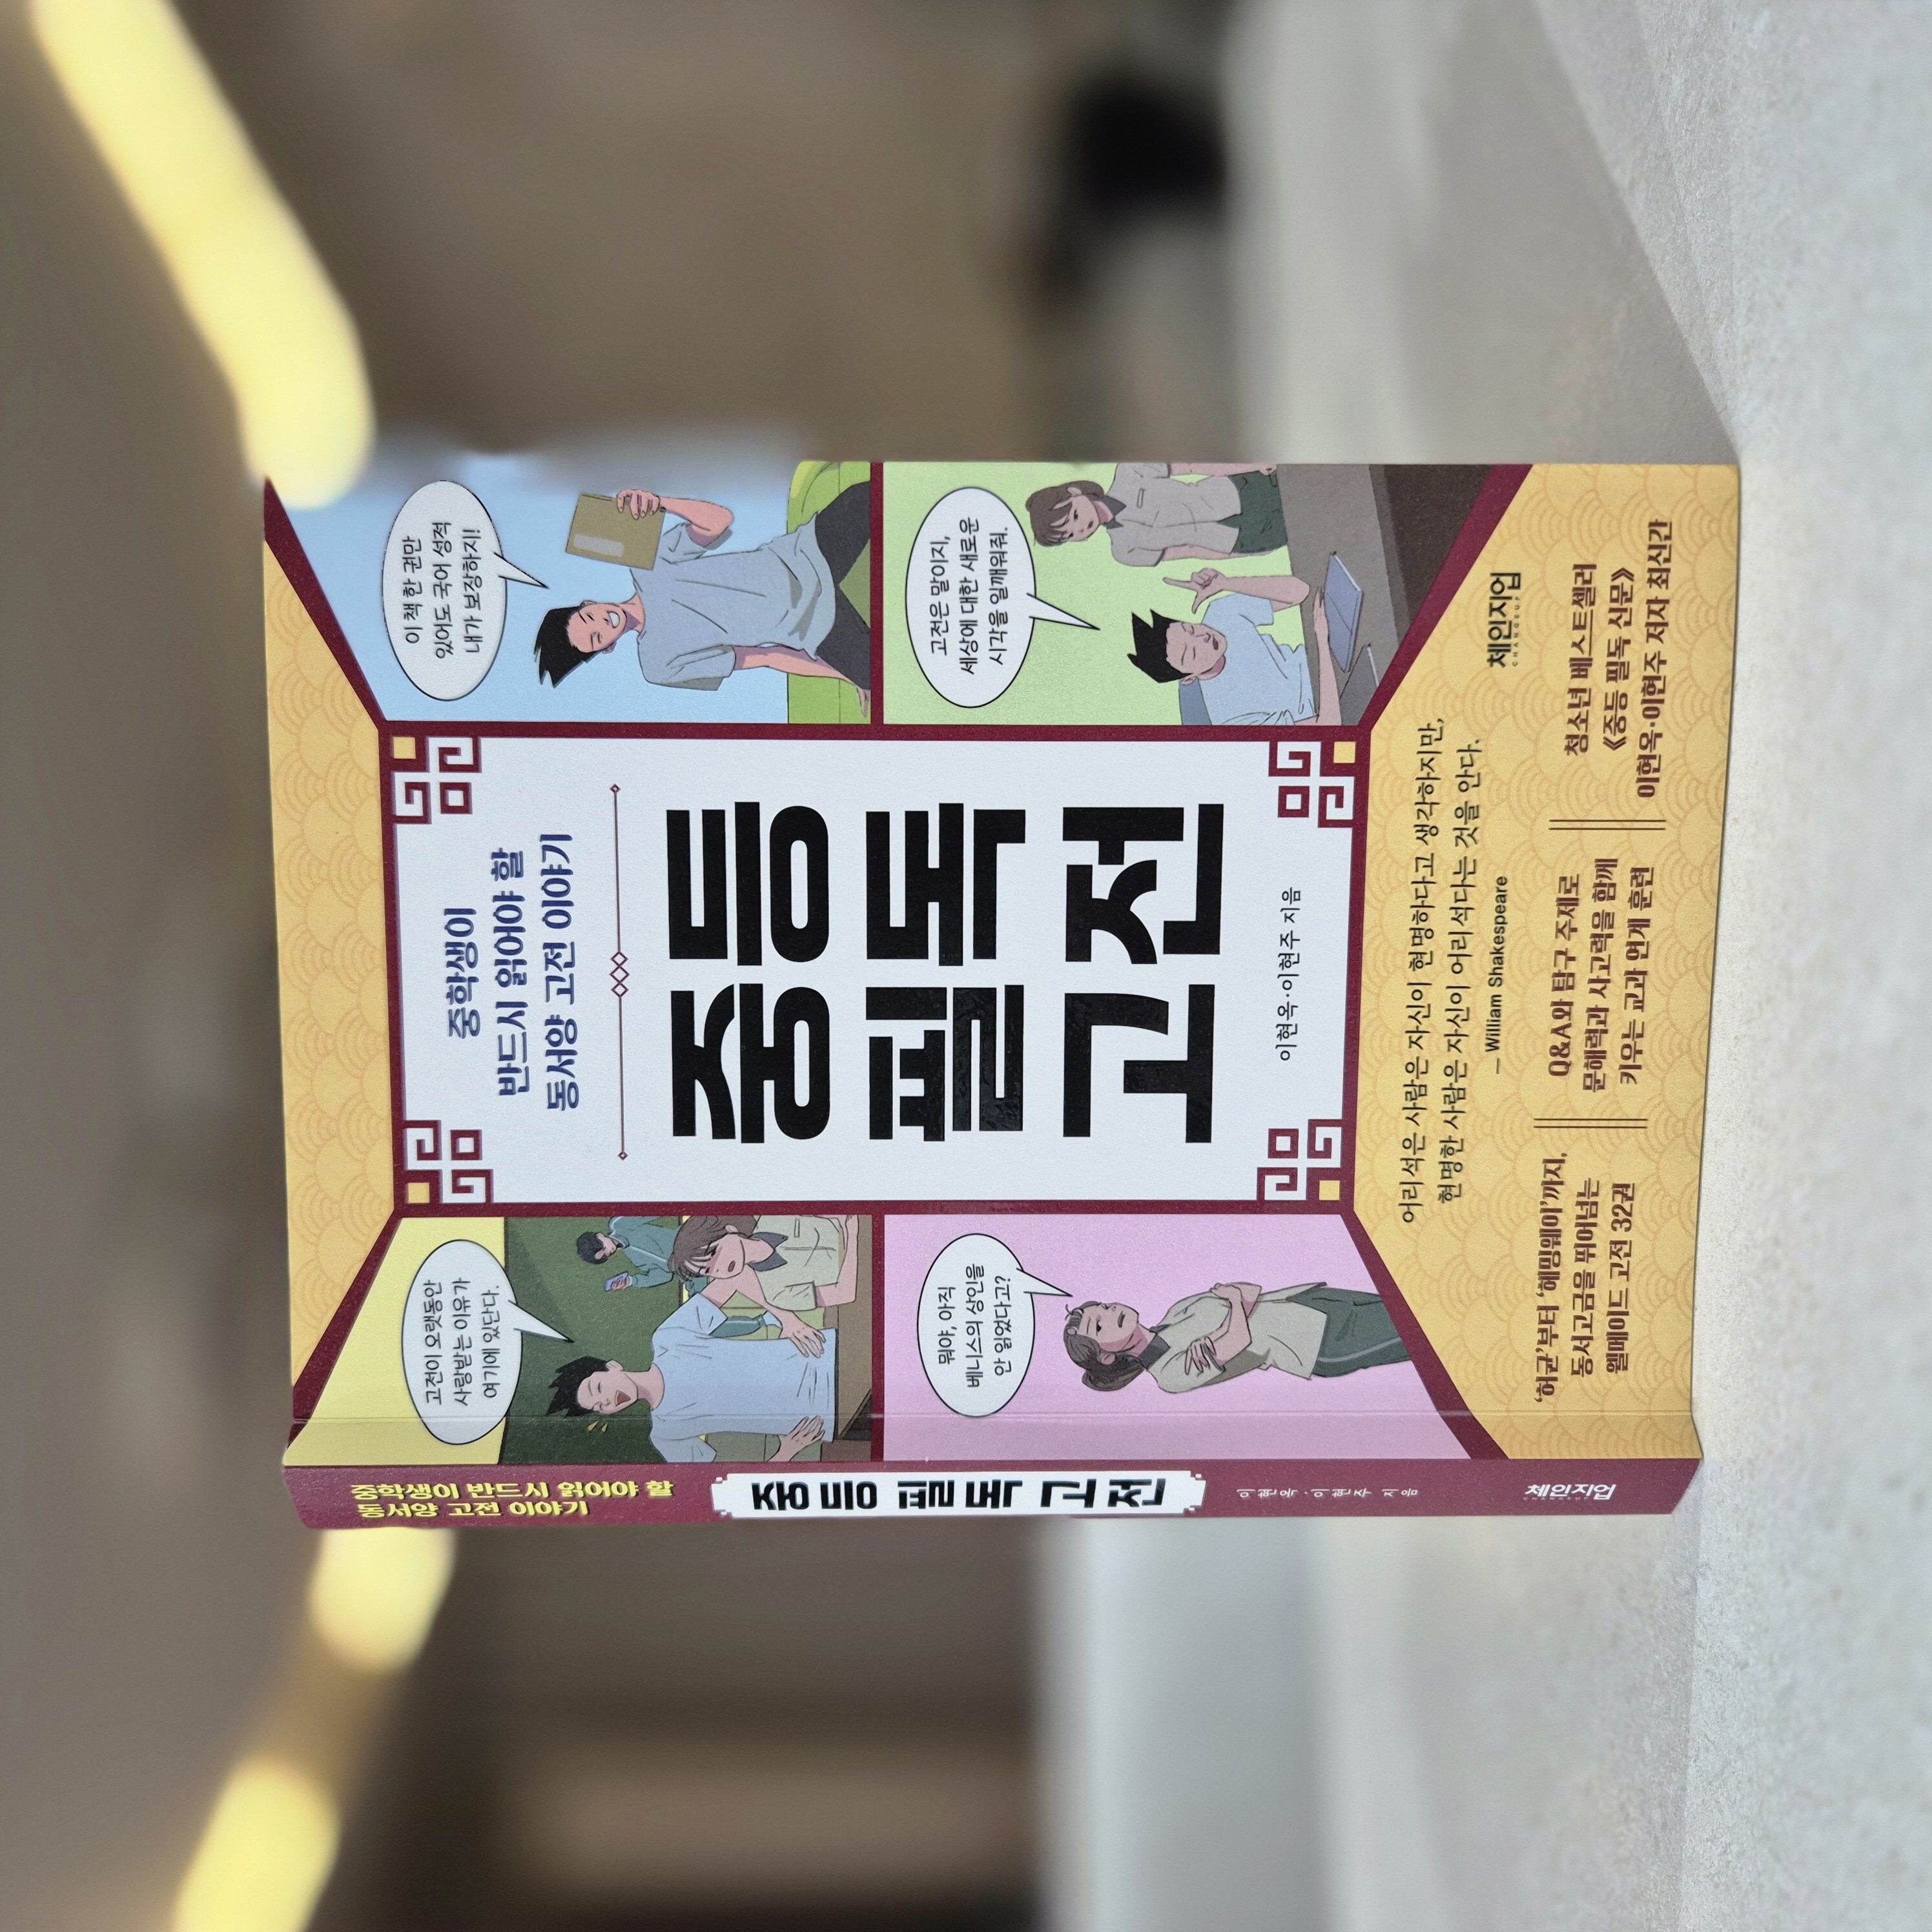 중학생이 반드시 읽어야 할
동서양 고전 이야기
중등 필독 고전
이현옥·이현주 지음
체인지업
CHANGEUP
고전이 오랫동안
사랑받는 이유가
여기에 있단다.
중학생이
반드시 읽어야 할
동서양 고전 이야기
이 책 한 권만
있어도 국어 성적
내가 보장하지!
중등
필독
고전
뭐야, 아직
베니스의 상인을
안 읽었다고?
고전은 말이지,
세상에 대한 새로운
시각을 일깨워줘.
이현옥·이현주 지음
어리석은 사람은 자신이 현명하다고 생각하지만,
현명한 사람은 자신이 어리석다는 것을 안다.
– William Shakespeare
체인지업
CHANGEUP
‘허균’부터 ‘헤밍웨이’까지,
동서고금을 뛰어넘는
웰메이드 고전 32권
Q&A와 탐구 주제로
문해력과 사고력을 함께
키우는 교과 연계 훈련
청소년 베스트셀러
《중등 필독 신문》
이현옥·이현주 저자 최신간